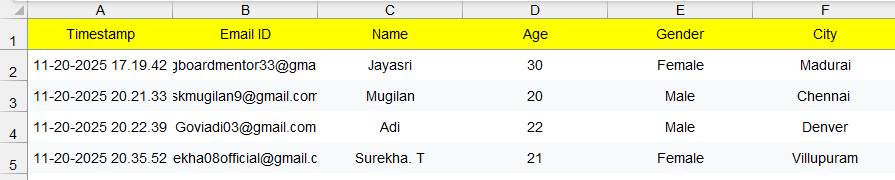 A B C D E F
1 Timestamp Email ID Name Age Gender City
2 11-20-2025 17.19.42 gboardmentor33@gma Jayasri 30 Female Madurai
3 11-20-2025 20.21.33 skmugilan9@gmail.com Mugilan 20 Male Chennai
4 11-20-2025 20.22.39 Goviadi03@gmail.com Adi 22 Male Denver
5 11-20-2025 20.35.52 ekha08official@gmail.c Surekha. T 21 Female Villupuram